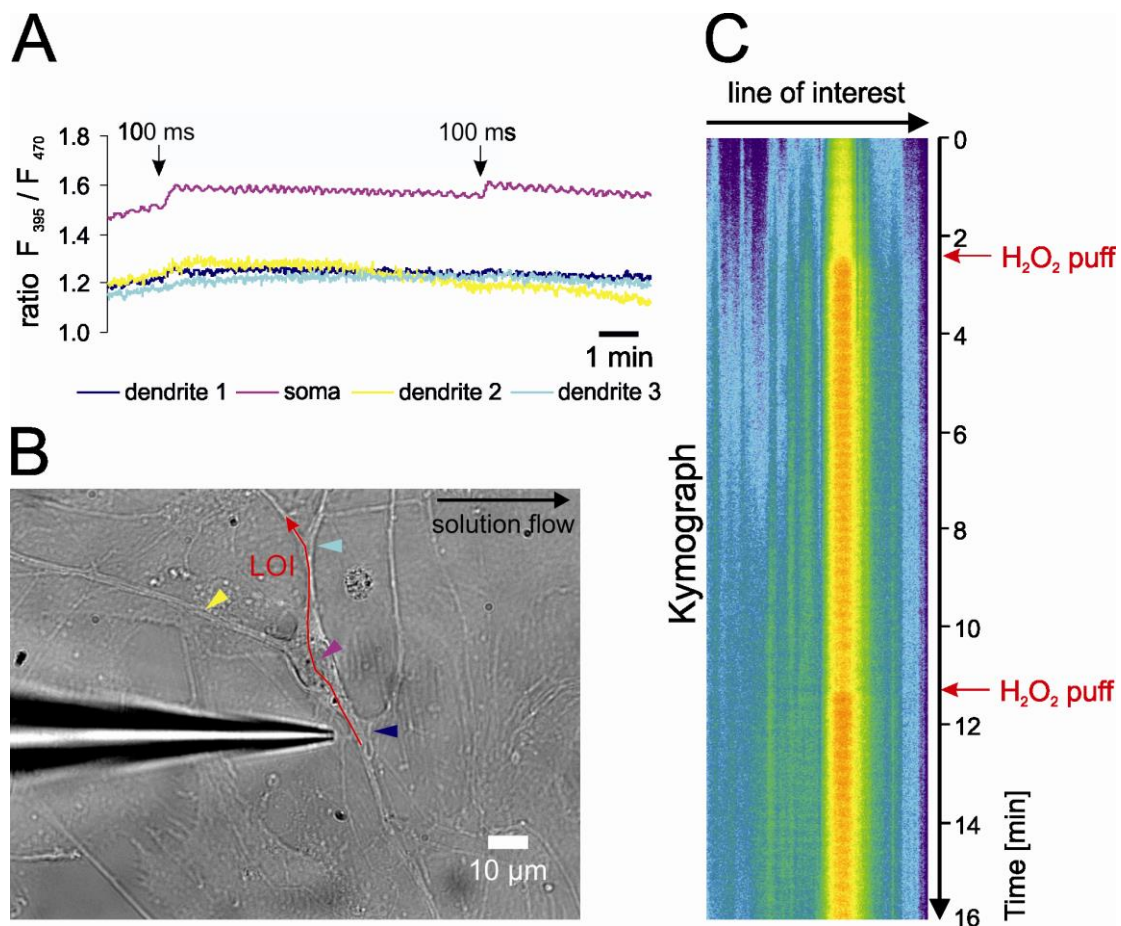 A
ratio F 395 / F 470
1.8
1.6
1.4
1.2
1.0
100 ms
100 ms
1 min
dendrite 1 soma dendrite 2 dendrite 3
B
solution flow
LOI
10 µm
C
line of interest
Kymograph
0
2
4
6
8
10
12
14
16
H₂O₂ puff
H₂O₂ puff
Time [min]